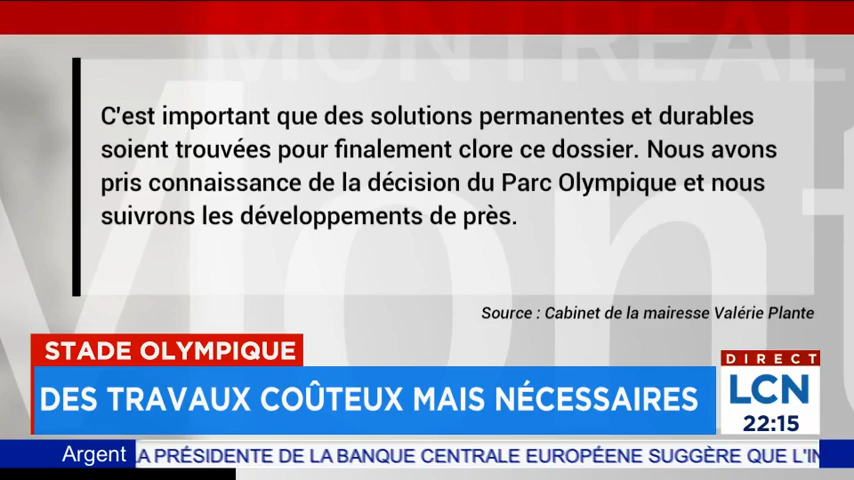 MONTRÉAL
C'est important que des solutions permanentes et durables
soient trouvées pour finalement clore ce dossier. Nous avons
pris connaissance de la décision du Parc Olympique et nous
suivrons les développements de près.
Source : Cabinet de la mairesse Valérie Plante
STADE OLYMPIQUE
DES TRAVAUX COÛTEUX MAIS NÉCESSAIRES
DIRECT
LCN
22:15
Argent
LA PRÉSIDENTE DE LA BANQUE CENTRALE EUROPÉENE SUGGÈRE QUE L'IN